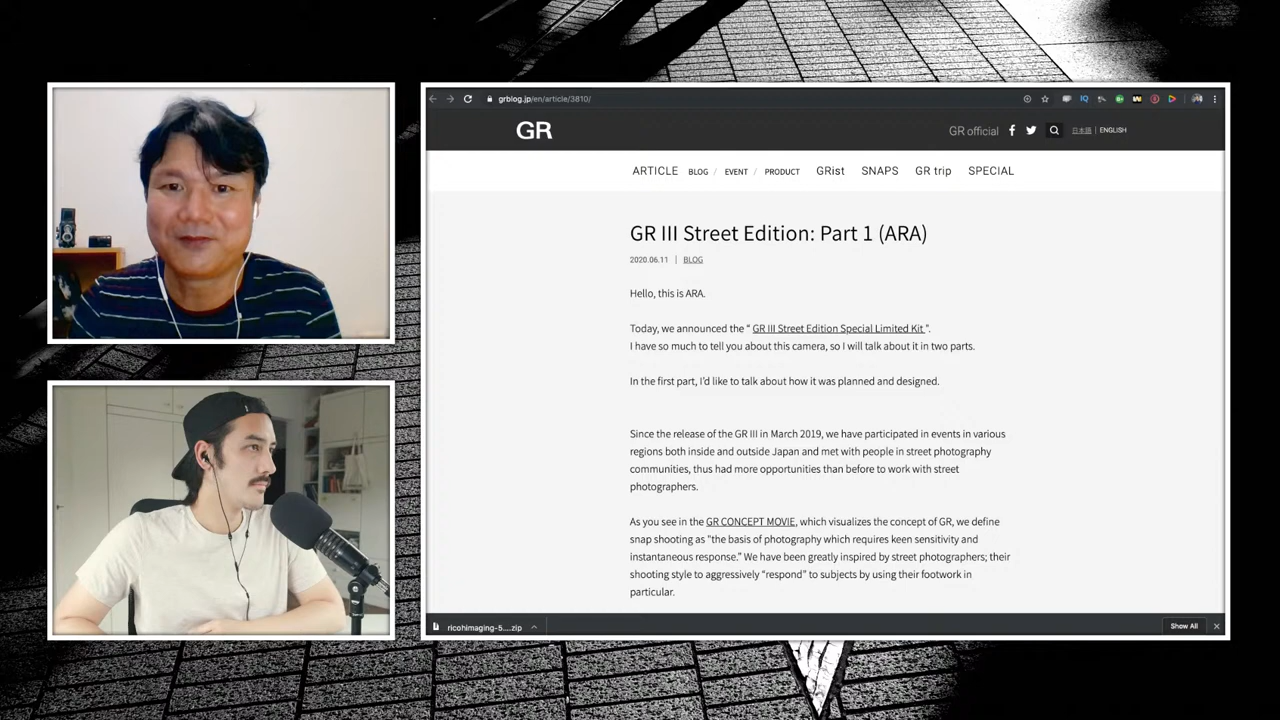 grblog.jp/en/article/3810/
GR
GR official
日本語 | ENGLISH
ARTICLE BLOG / EVENT / PRODUCT GRist SNAPS GR trip SPECIAL
GR III Street Edition: Part 1 (ARA)
2020.06.11 | BLOG
Hello, this is ARA.
Today, we announced the “ GR III Street Edition Special Limited Kit ”.
I have so much to tell you about this camera, so I will talk about it in two parts.
In the first part, I’d like to talk about how it was planned and designed.
Since the release of the GR III in March 2019, we have participated in events in various
regions both inside and outside Japan and met with people in street photography
communities, thus had more opportunities than before to work with street
photographers.
As you see in the GR CONCEPT MOVIE, which visualizes the concept of GR, we define
snap shooting as "the basis of photography which requires keen sensitivity and
instantaneous response.” We have been greatly inspired by street photographers; their
shooting style to aggressively “respond” to subjects by using their footwork in
particular.
ricohimaging-5....zip
Show All